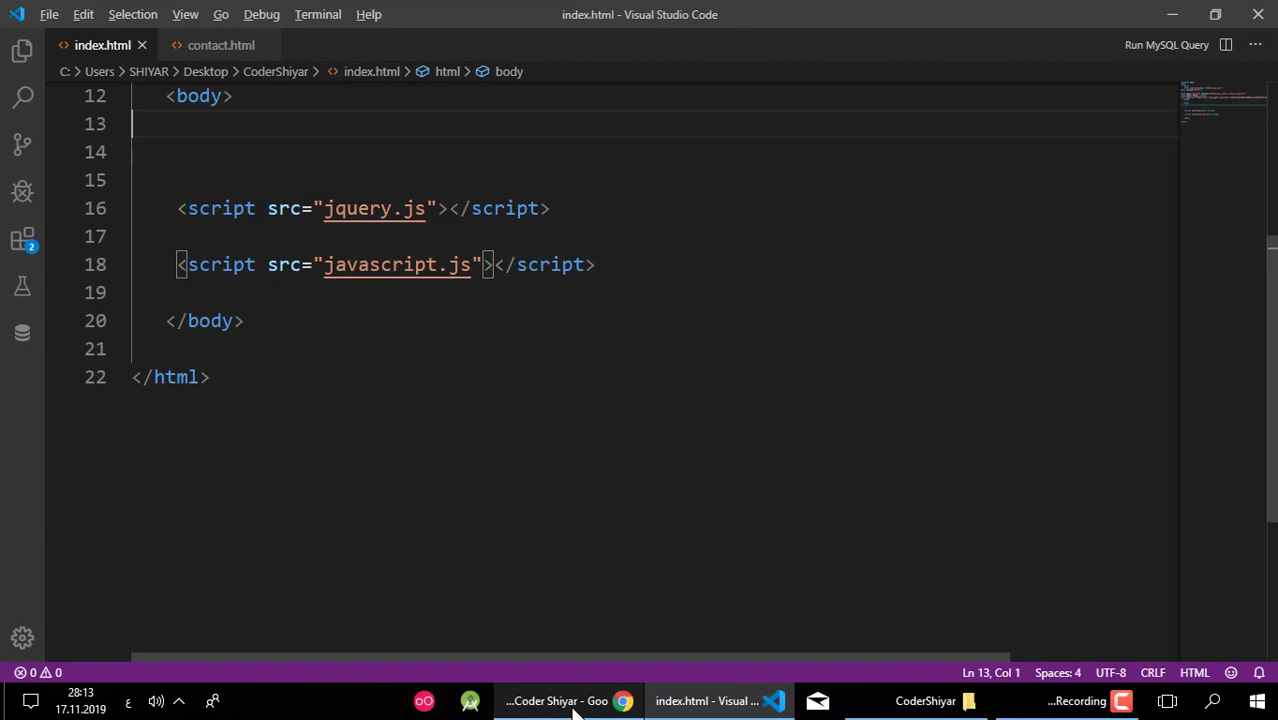 File Edit Selection View Go Debug Terminal Help
index.html - Visual Studio Code
index.html
contact.html
Run MySQL Query
C: > Users > SHIYAR > Desktop > CoderShiyar > index.html > html > body
12 <body>
13
14
15
16 <script src="jquery.js"></script>
17
18 <script src="javascript.js"></script>
19
20 </body>
21
22 </html>
2
0 0
Ln 13, Col 1 Spaces: 4 UTF-8 CRLF HTML
28:13
17.11.2019
ع
...Coder Shiyar - Goo
index.html - Visual ...
CoderShiyar
...Recording